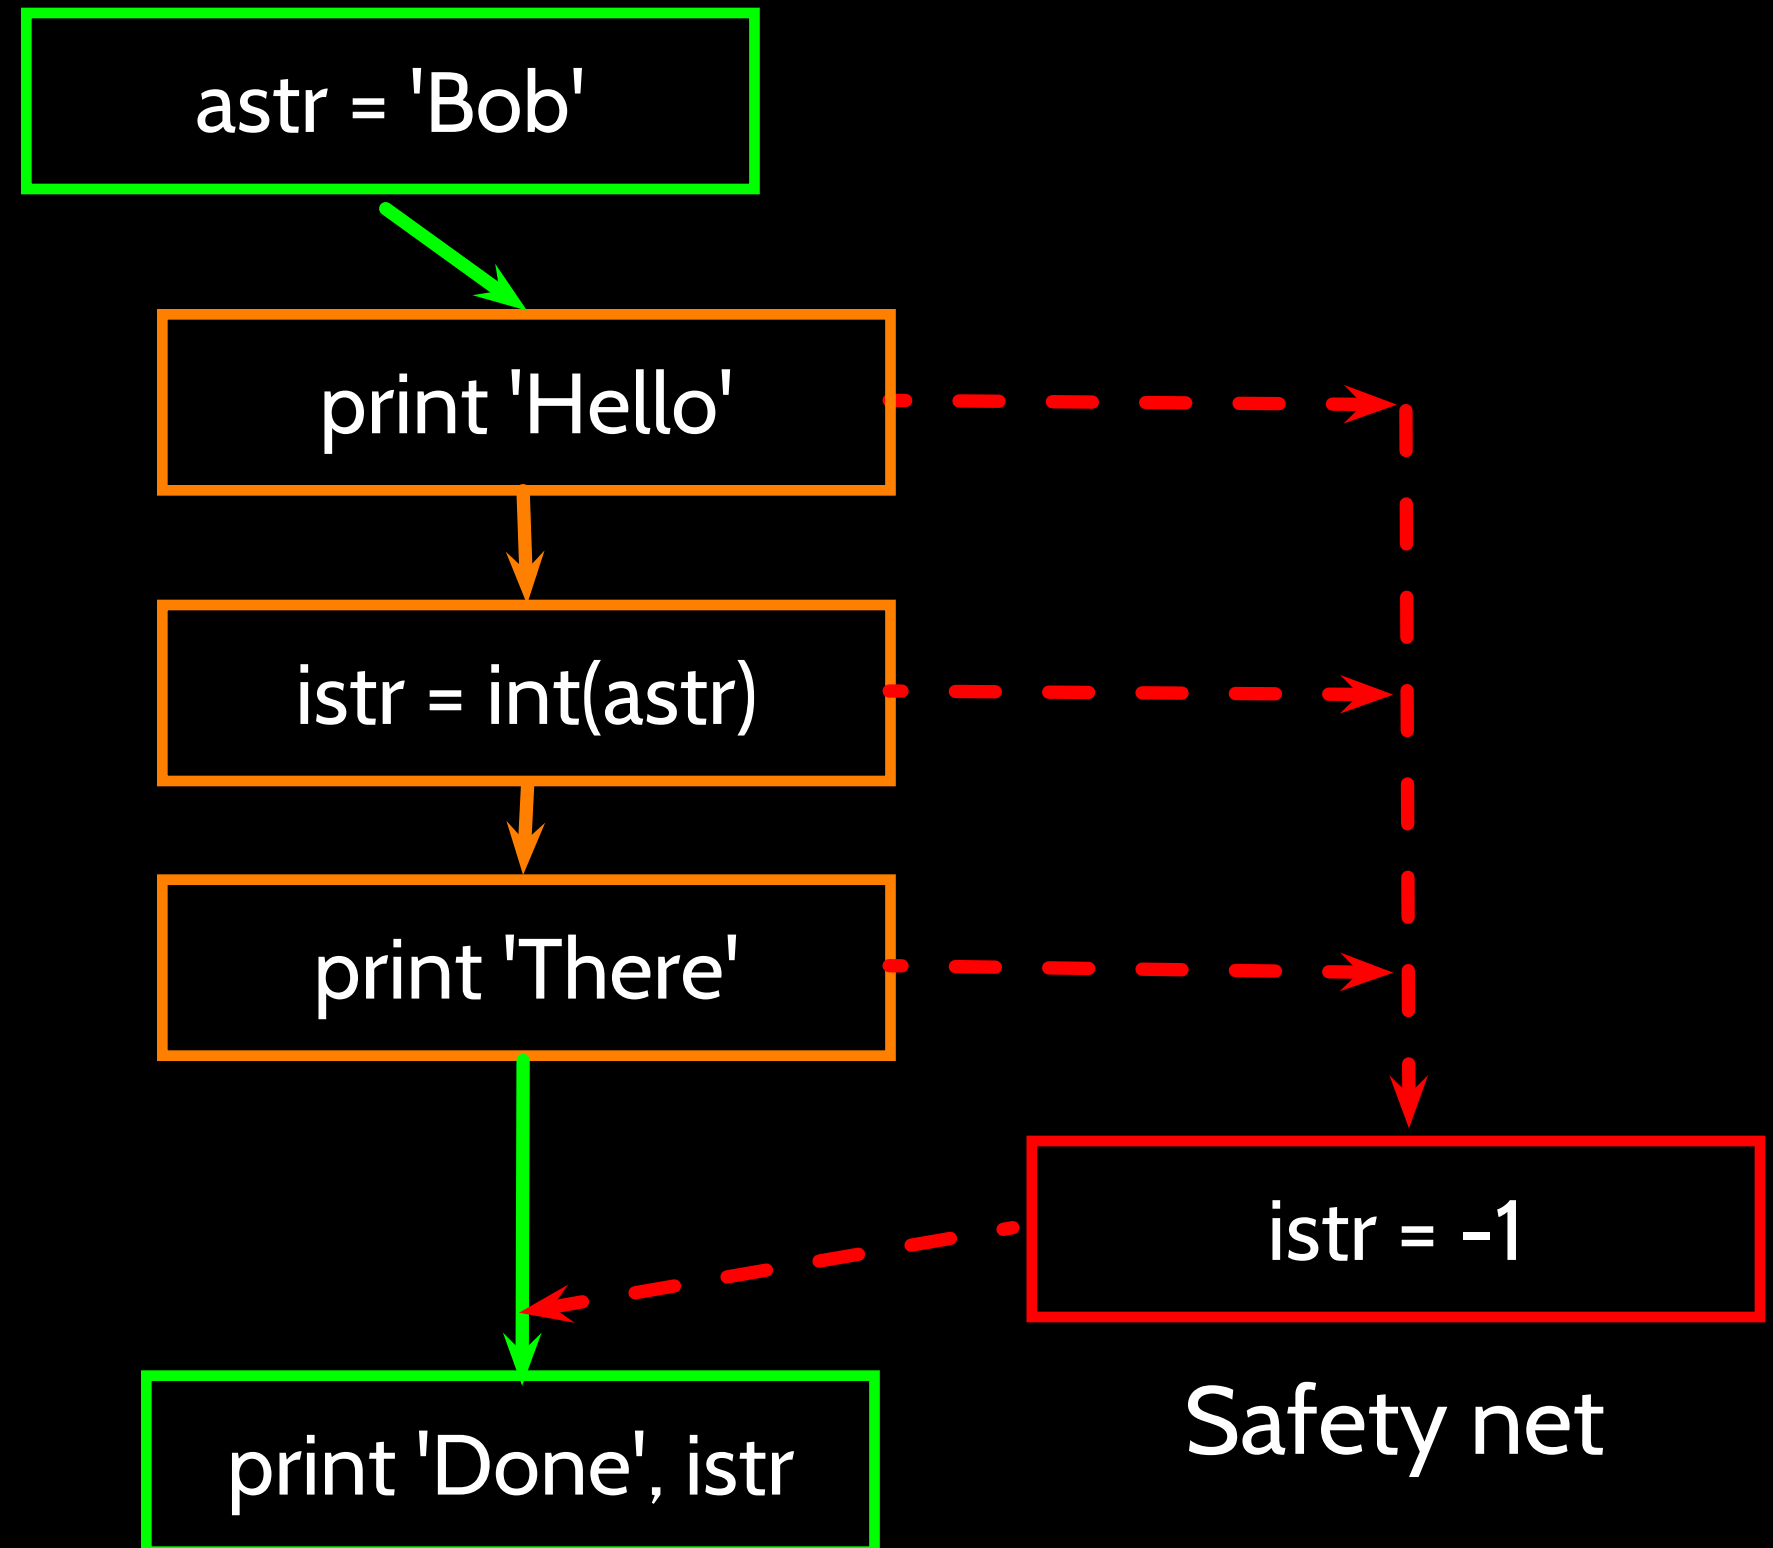 astr = 'Bob'
print 'Hello'
istr = int(astr)
print 'There'
istr = -1
Safety net
print 'Done', istr